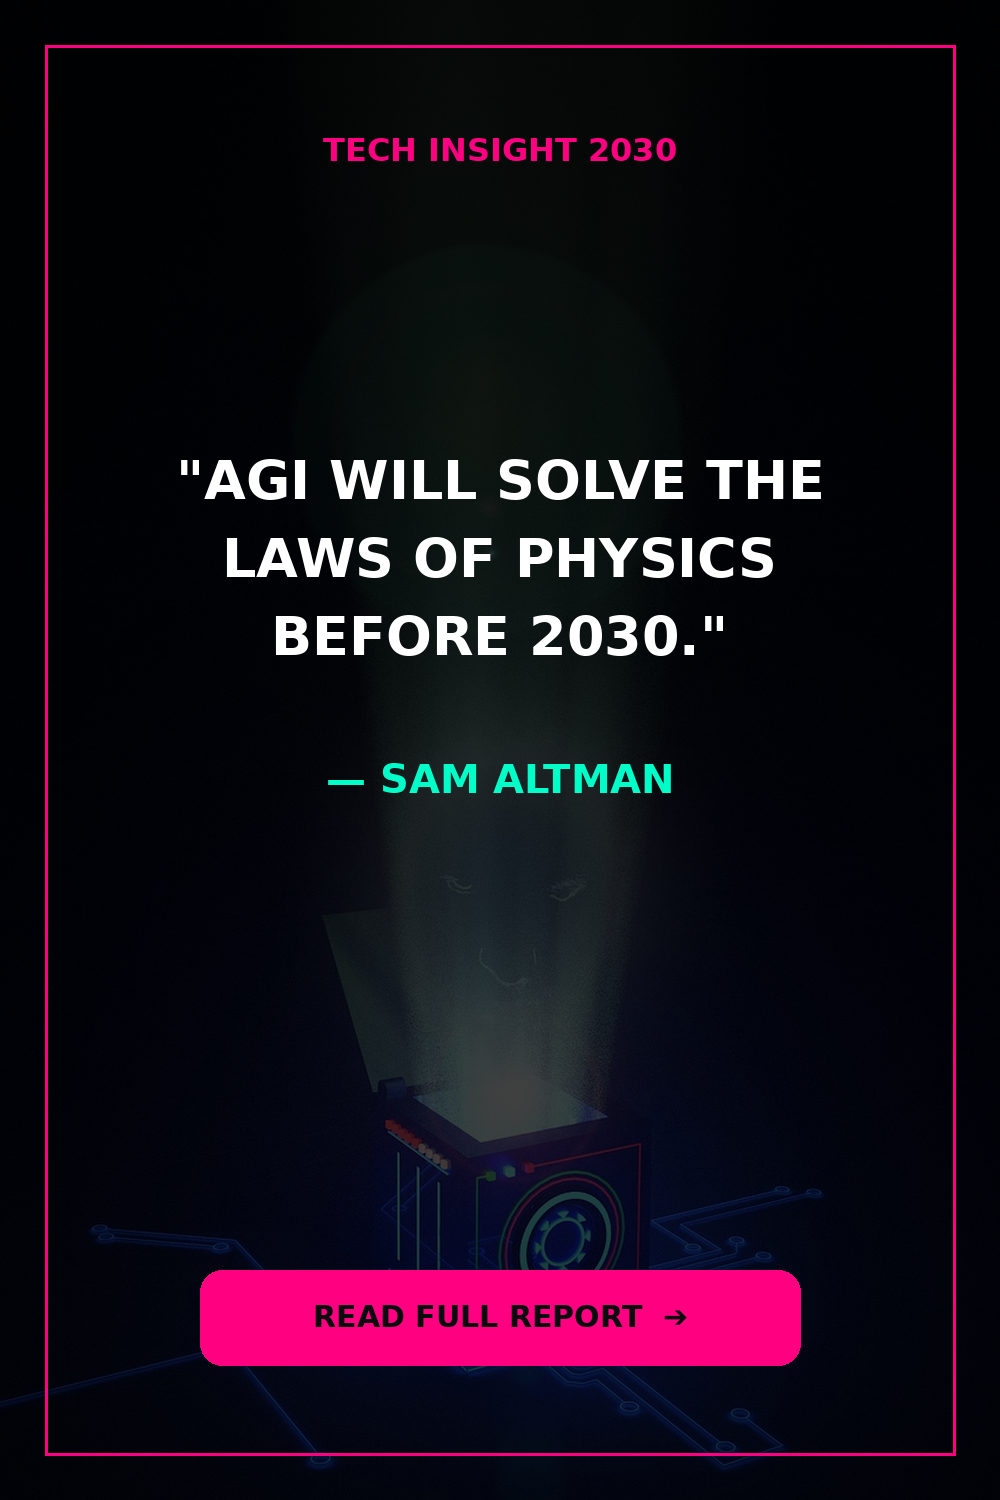 TECH INSIGHT 2030
"AGI WILL SOLVE THE
LAWS OF PHYSICS
BEFORE 2030."
— SAM ALTMAN
READ FULL REPORT ➔